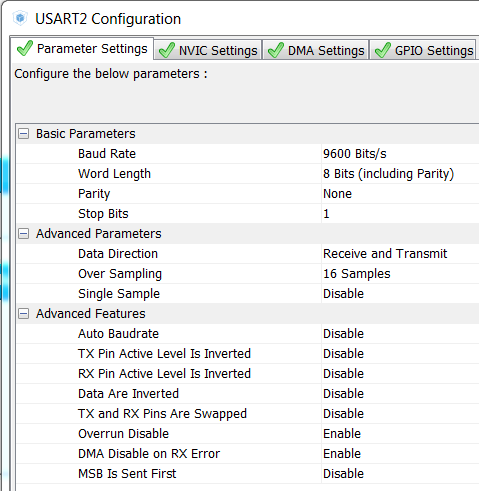 USART2 Configuration
Parameter Settings NVIC Settings DMA Settings GPIO Settings
Configure the below parameters :
Basic Parameters
Baud Rate 9600 Bits/s
Word Length 8 Bits (including Parity)
Parity None
Stop Bits 1
Advanced Parameters
Data Direction Receive and Transmit
Over Sampling 16 Samples
Single Sample Disable
Advanced Features
Auto Baudrate Disable
TX Pin Active Level Is Inverted Disable
RX Pin Active Level Is Inverted Disable
Data Are Inverted Disable
TX and RX Pins Are Swapped Disable
Overrun Disable Enable
DMA Disable on RX Error Enable
MSB Is Sent First Disable